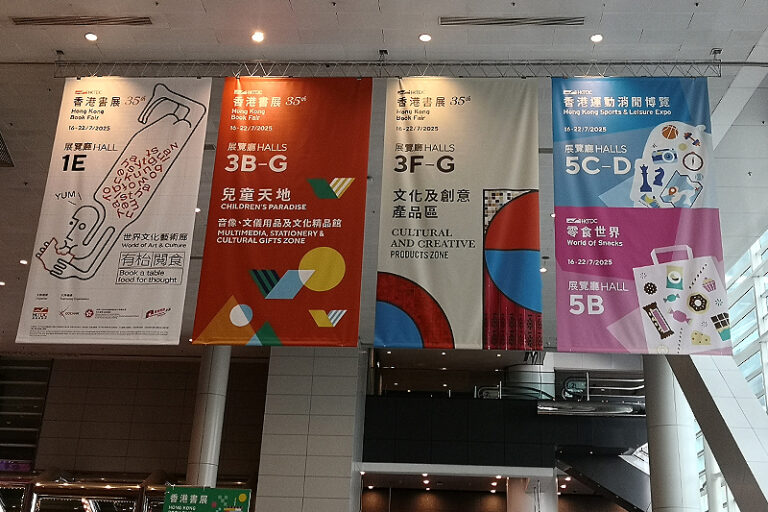 HKTDC
香港書展 35th
Hong Kong
Book Fair
16-22/7/2025
展覽廳 HALL
1E
YUM
世界文化藝術館
World of Art & Culture
有枱閲食
Book a table
food for thought
HKTDC
香港書展 35th
Hong Kong
Book Fair
16-22/7/2025
展覽廳 HALLS
3B-G
兒童天地
CHILDREN'S PARADISE
音像、文儀用品及文化精品館
MULTIMEDIA, STATIONERY &
CULTURAL GIFTS ZONE
HKTDC
香港書展 35th
Hong Kong
Book Fair
16-22/7/2025
展覽廳 HALLS
3F-G
文化及創意
產品區
CULTURAL
AND CREATIVE
PRODUCTS ZONE
HKTDC
香港運動消閒博覽
Hong Kong
Sports & Leisure Expo
16-22/7/2025
展覽廳 HALLS
5C-D
HKTDC
零食世界
World of Snacks
16-22/7/2025
展覽廳 HALL
5B
香港書展
HONG KONG